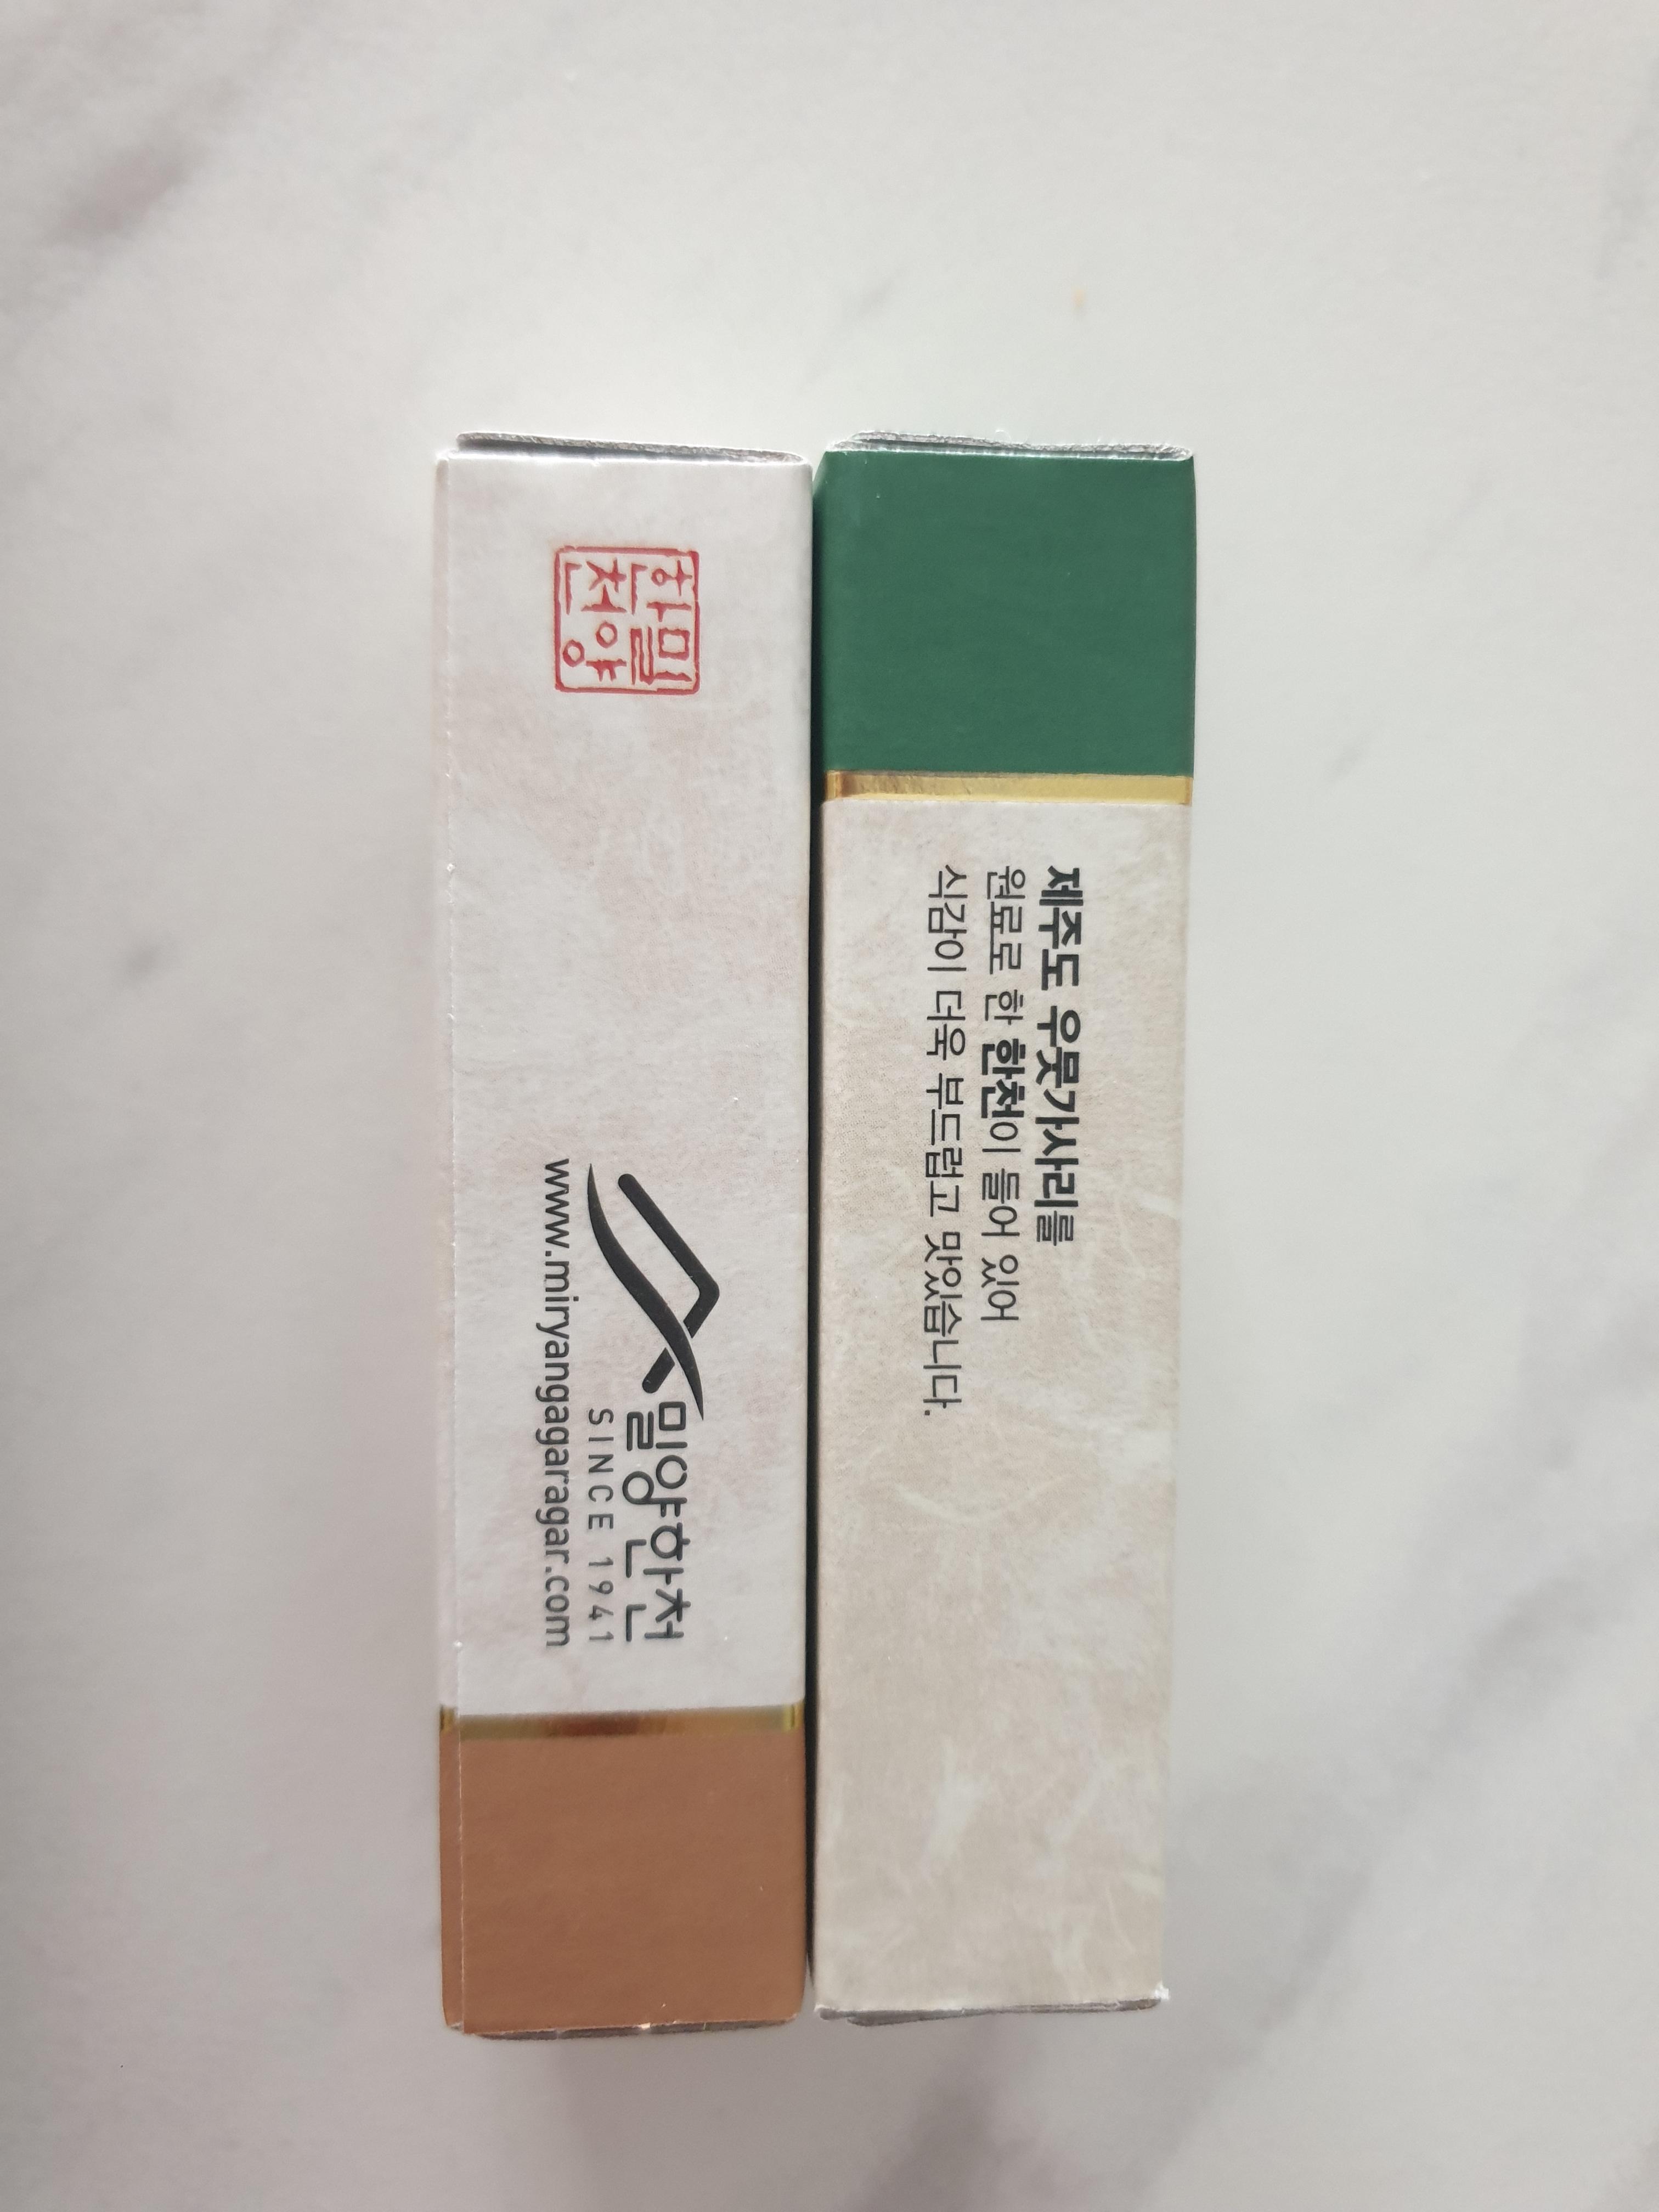 밀양
한천
밀양한천
SINCE 1941
www.miryangagaragar.com
제주도 우뭇가사리를
원료로 한 한천이 들어 있어
식감이 더욱 부드럽고 맛있습니다.